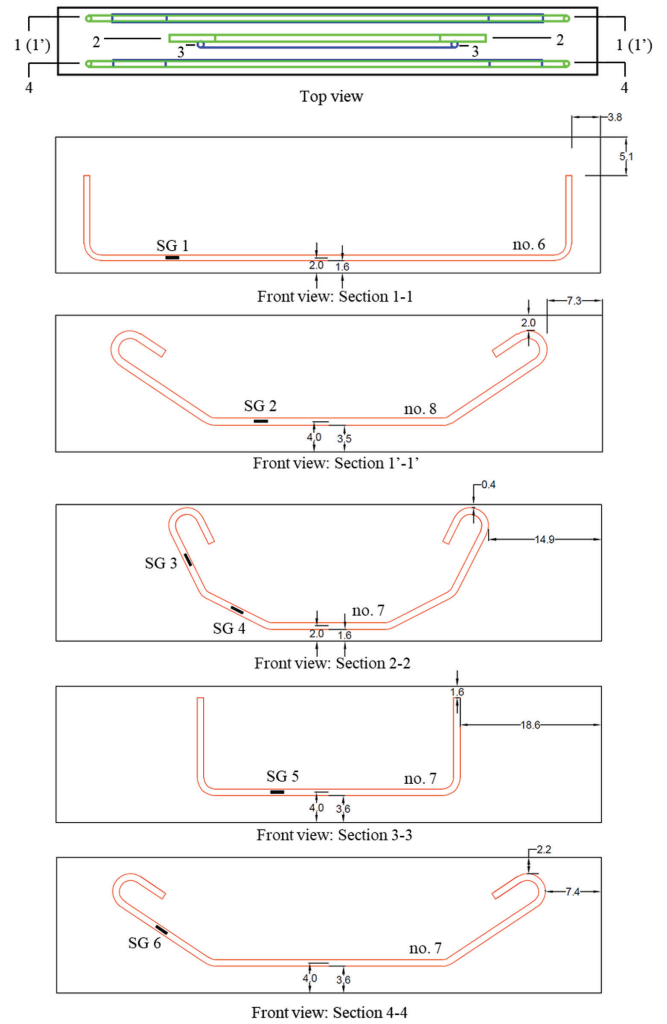 1 (1’) 2 3 3 2 1 (1’)
4 4
Top view
3.8
5.1
SG 1 no. 6
2.0 1.6
Front view: Section 1-1
7.3
2.0
SG 2 no. 8
4.0 3.5
Front view: Section 1’-1’
0.4
14.9
SG 3
SG 4 no. 7
2.0 1.6
Front view: Section 2-2
1.6
18.6
SG 5 no. 7
4.0 3.6
Front view: Section 3-3
2.2
7.4
SG 6 no. 7
4.0 3.6
Front view: Section 4-4